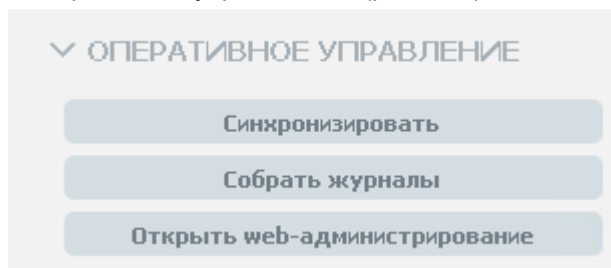 ОПЕРАТИВНОЕ УПРАВЛЕНИЕ
Синхронизировать
Собрать журналы
Открыть web-администрирование